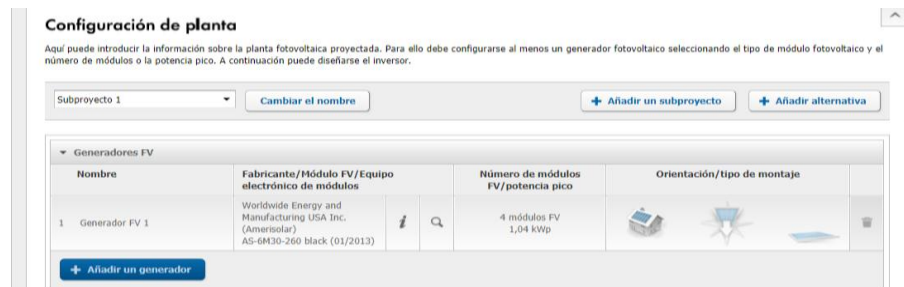 Configuración de planta
Aquí puede introducir la información sobre la planta fotovoltaica proyectada. Para ello debe configurarse al menos un generador fotovoltaico seleccionando el tipo de módulo fotovoltaico y el
número de módulos o la potencia pico. A continuación puede diseñarse el inversor.
Subproyecto 1
Cambiar el nombre
+ Añadir un subproyecto
+ Añadir alternativa
Generadores FV
Nombre
Fabricante/Módulo FV/Equipo
electrónico de módulos
Número de módulos
FV/potencia pico
Orientación/tipo de montaje
1 Generador FV 1
Worldwide Energy and
Manufacturing USA Inc.
(Amerisolar)
AS-6M30-260 black (01/2013)
i
4 módulos FV
1,04 kWp
+ Añadir un generador